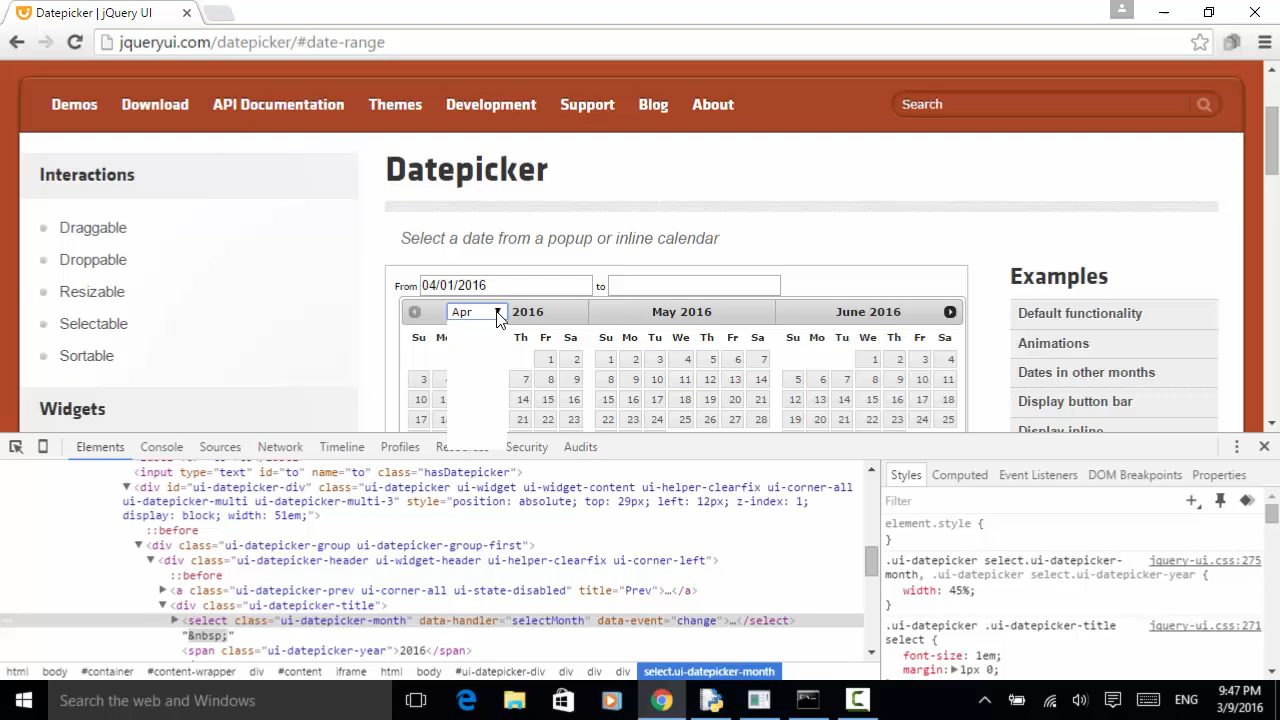 Datepicker | jQuery UI
jqueryui.com/datepicker/#date-range
Demos Download API Documentation Themes Development Support Blog About Search
Interactions
Draggable
Droppable
Resizable
Selectable
Sortable
Widgets
Datepicker
Select a date from a popup or inline calendar
From 04/01/2016 to
Apr 2016 May 2016 June 2016
Su Th Fr Sa Su Mo Tu We Th Fr Sa Su Mo Tu We Th Fr Sa
1 2 1 2 3 4 5 6 7 1 2 3 4
3 7 8 9 8 9 10 11 12 13 14 5 6 7 8 9 10 11
10 14 15 16 15 16 17 18 19 20 21 12 13 14 15 16 17 18
17 21 22 23 22 23 24 25 26 27 28 19 20 21 22 23 24 25
Examples
Default functionality
Animations
Dates in other months
Display button bar
Display inline
Elements Console Sources Network Timeline Profiles Security Audits
<input type="text" id="to" name="to" class="hasDatepicker">
▼<div id="ui-datepicker-div" class="ui-datepicker ui-widget ui-widget-content ui-helper-clearfix ui-corner-all
ui-datepicker-multi ui-datepicker-multi-3" style="position: absolute; top: 29px; left: 12px; z-index: 1;
display: block; width: 51em;">
::before
▼<div class="ui-datepicker-group ui-datepicker-group-first">
▼<div class="ui-datepicker-header ui-widget-header ui-helper-clearfix ui-corner-left">
::before
▶<a class="ui-datepicker-prev ui-corner-all ui-state-disabled" title="Prev">…</a>
▼<div class="ui-datepicker-title">
▶<select class="ui-datepicker-month" data-handler="selectMonth" data-event="change">…</select>
"&nbsp;"
<span class="ui-datepicker-year">2016</span>
html body #container #content-wrapper div #content iframe html body #ui-datepicker-div div div div select.ui-datepicker-month
Styles Computed Event Listeners DOM Breakpoints Properties
Filter
element.style {
}
.ui-datepicker select.ui-datepicker- jquery-ui.css:275
month, .ui-datepicker select.ui-datepicker-year {
width: 45%;
}
.ui-datepicker .ui-datepicker-title jquery-ui.css:271
select {
font-size: 1em;
margin:▶1px 0;
Search the web and Windows
ENG
9:47 PM
3/9/2016